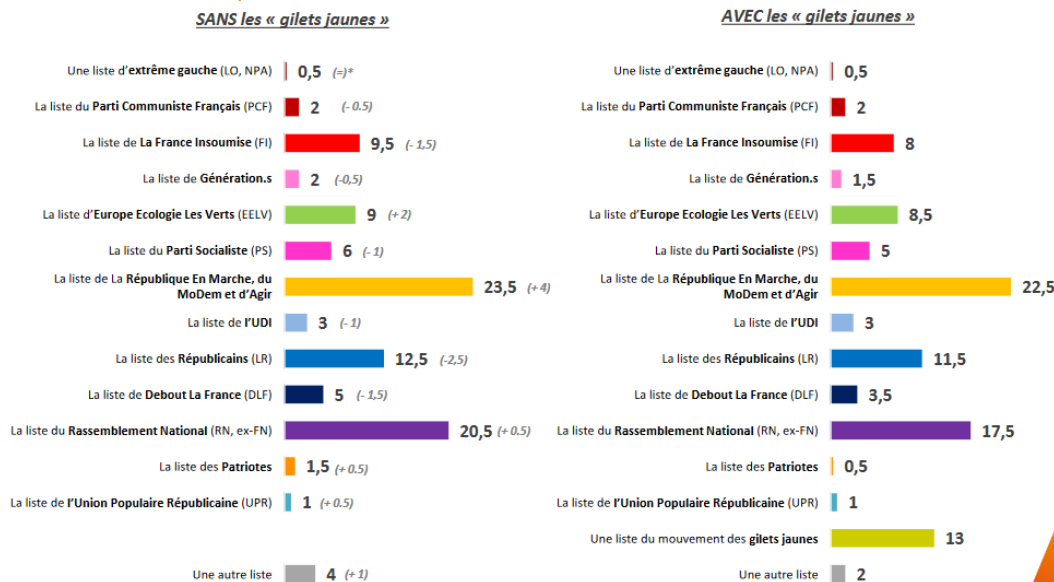 SANS les « gilets jaunes »
Une liste d'extrême gauche (LO, NPA) 0,5 (=)*
La liste du Parti Communiste Français (PCF) 2 (- 0.5)
La liste de La France Insoumise (FI) 9,5 (- 1,5)
La liste de Génération.s 2 (-0,5)
La liste d'Europe Ecologie Les Verts (EELV) 9 (+ 2)
La liste du Parti Socialiste (PS) 6 (- 1)
La liste de La République En Marche, du
MoDem et d'Agir 23,5 (+ 4)
La liste de l'UDI 3 (- 1)
La liste des Républicains (LR) 12,5 (-2,5)
La liste de Debout La France (DLF) 5 (- 1,5)
La liste du Rassemblement National (RN, ex-FN) 20,5 (+ 0.5)
La liste des Patriotes 1,5 (+ 0.5)
La liste de l'Union Populaire Républicaine (UPR) 1 (+ 0.5)
Une autre liste 4 (+ 1)
AVEC les « gilets jaunes »
Une liste d'extrême gauche (LO, NPA) 0,5
La liste du Parti Communiste Français (PCF) 2
La liste de La France Insoumise (FI) 8
La liste de Génération.s 1,5
La liste d'Europe Ecologie Les Verts (EELV) 8,5
La liste du Parti Socialiste (PS) 5
La liste de La République En Marche, du
MoDem et d'Agir 22,5
La liste de l'UDI 3
La liste des Républicains (LR) 11,5
La liste de Debout La France (DLF) 3,5
La liste du Rassemblement National (RN, ex-FN) 17,5
La liste des Patriotes 0,5
La liste de l'Union Populaire Républicaine (UPR) 1
Une liste du mouvement des gilets jaunes 13
Une autre liste 2